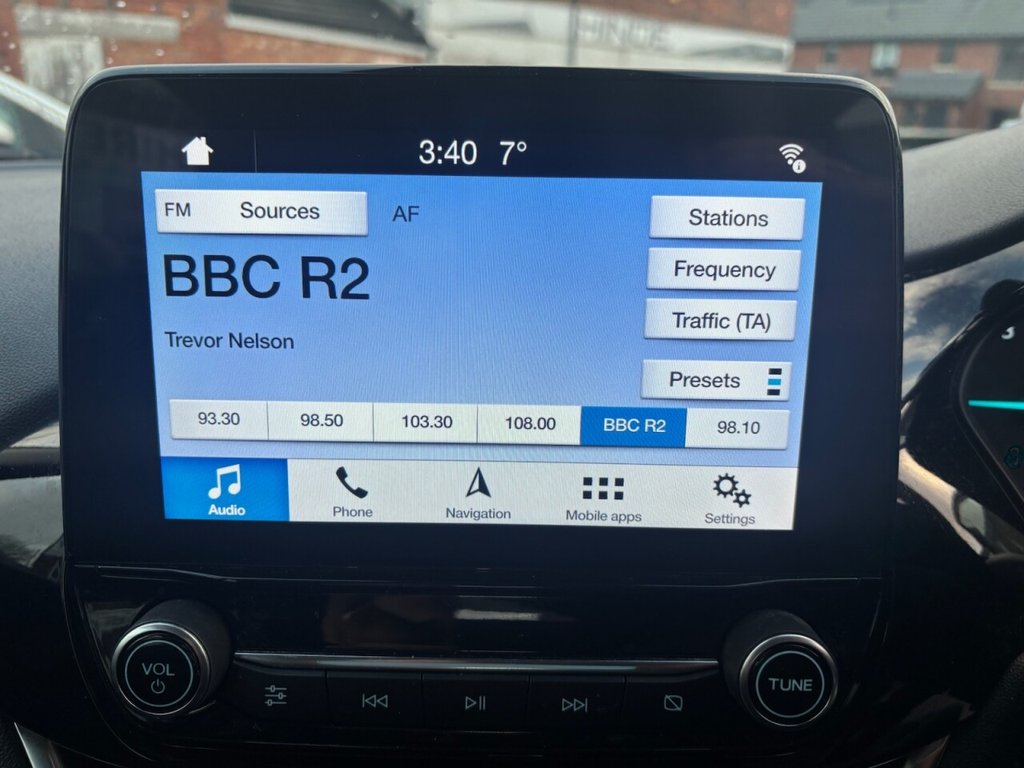 3:40 7°
FM Sources AF Stations
BBC R2
Frequency
Trevor Nelson
Traffic (TA)
Presets
93.30 98.50 103.30 108.00 BBC R2 98.10
Audio Phone Navigation Mobile apps Settings
VOL
TUNE